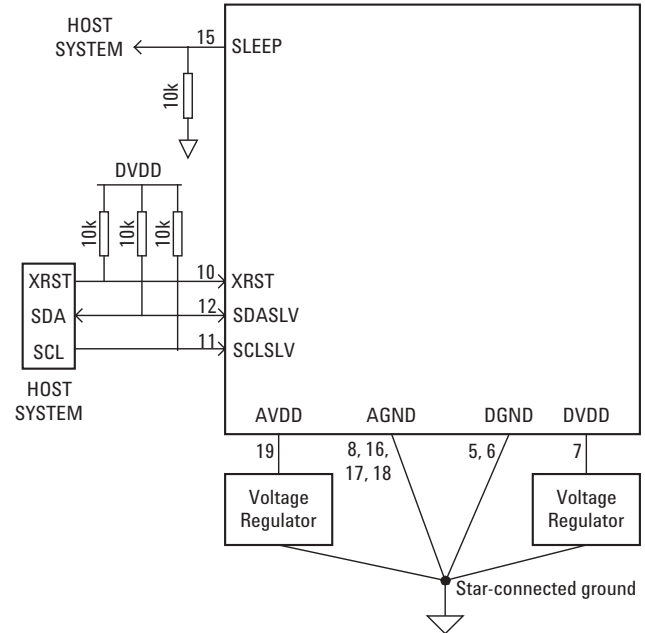 HOST
SYSTEM
15
SLEEP
10k
DVDD
10k
10k
10k
XRST
10
XRST
SDA
12
SDASLV
SCL
11
SCLSLV
HOST
SYSTEM
AVDD
AGND
DGND
DVDD
19
8, 16,
17, 18
5, 6
7
Voltage
Regulator
Voltage
Regulator
Star-connected ground